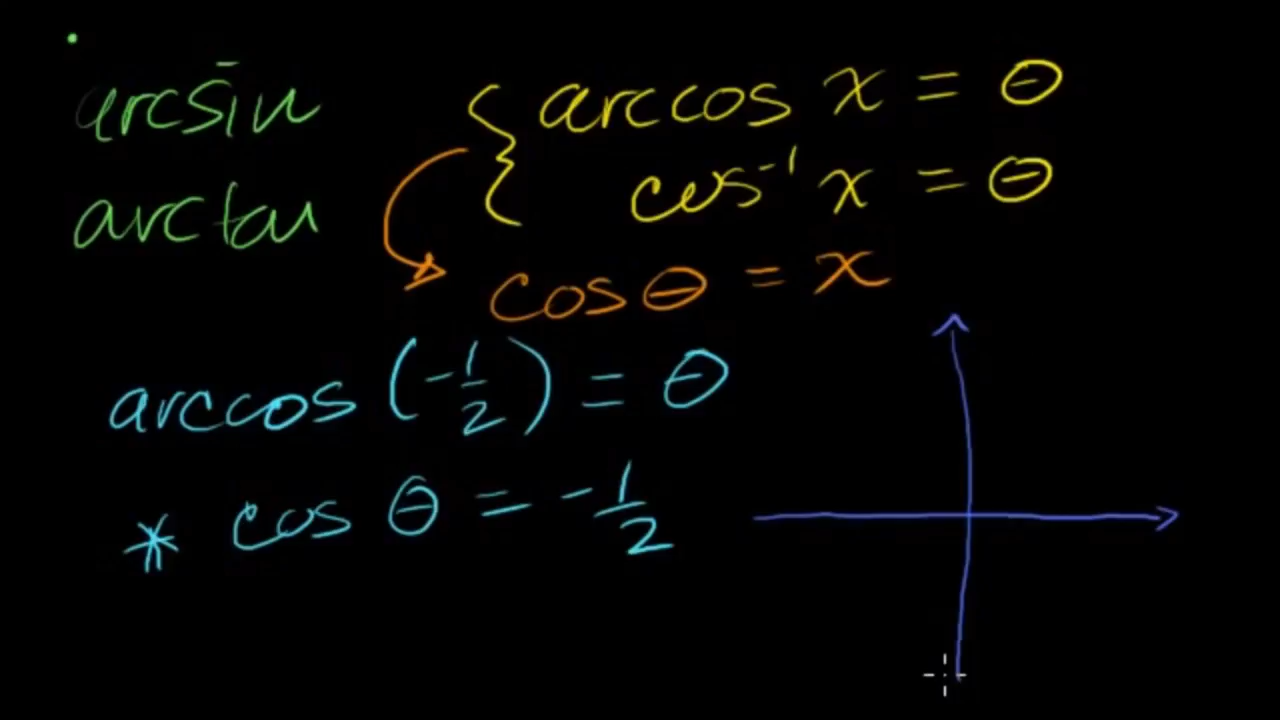 arcsin
arctan
arccos x = θ
cos⁻¹ x = θ
cos θ = x
arccos (-1/2) = θ
* cos θ = -1/2